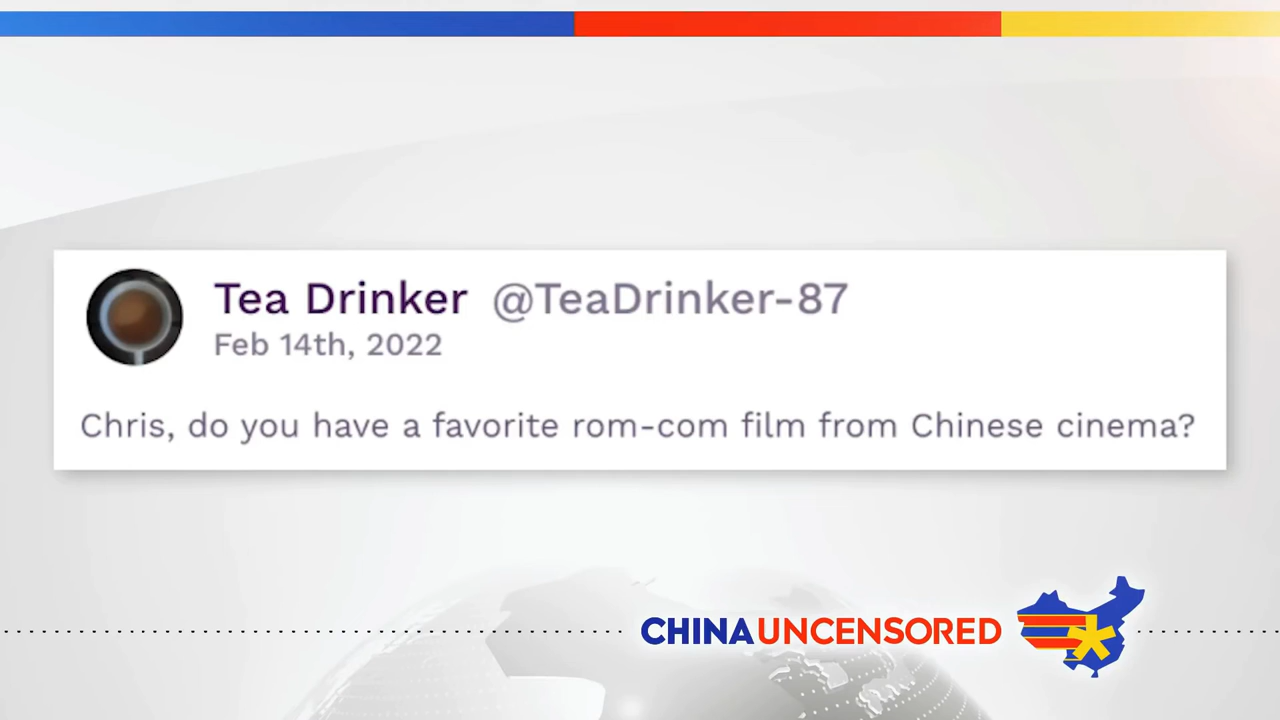 Tea Drinker @TeaDrinker-87
Feb 14th, 2022
Chris, do you have a favorite rom-com film from Chinese cinema?
CHINAUNCENSORED